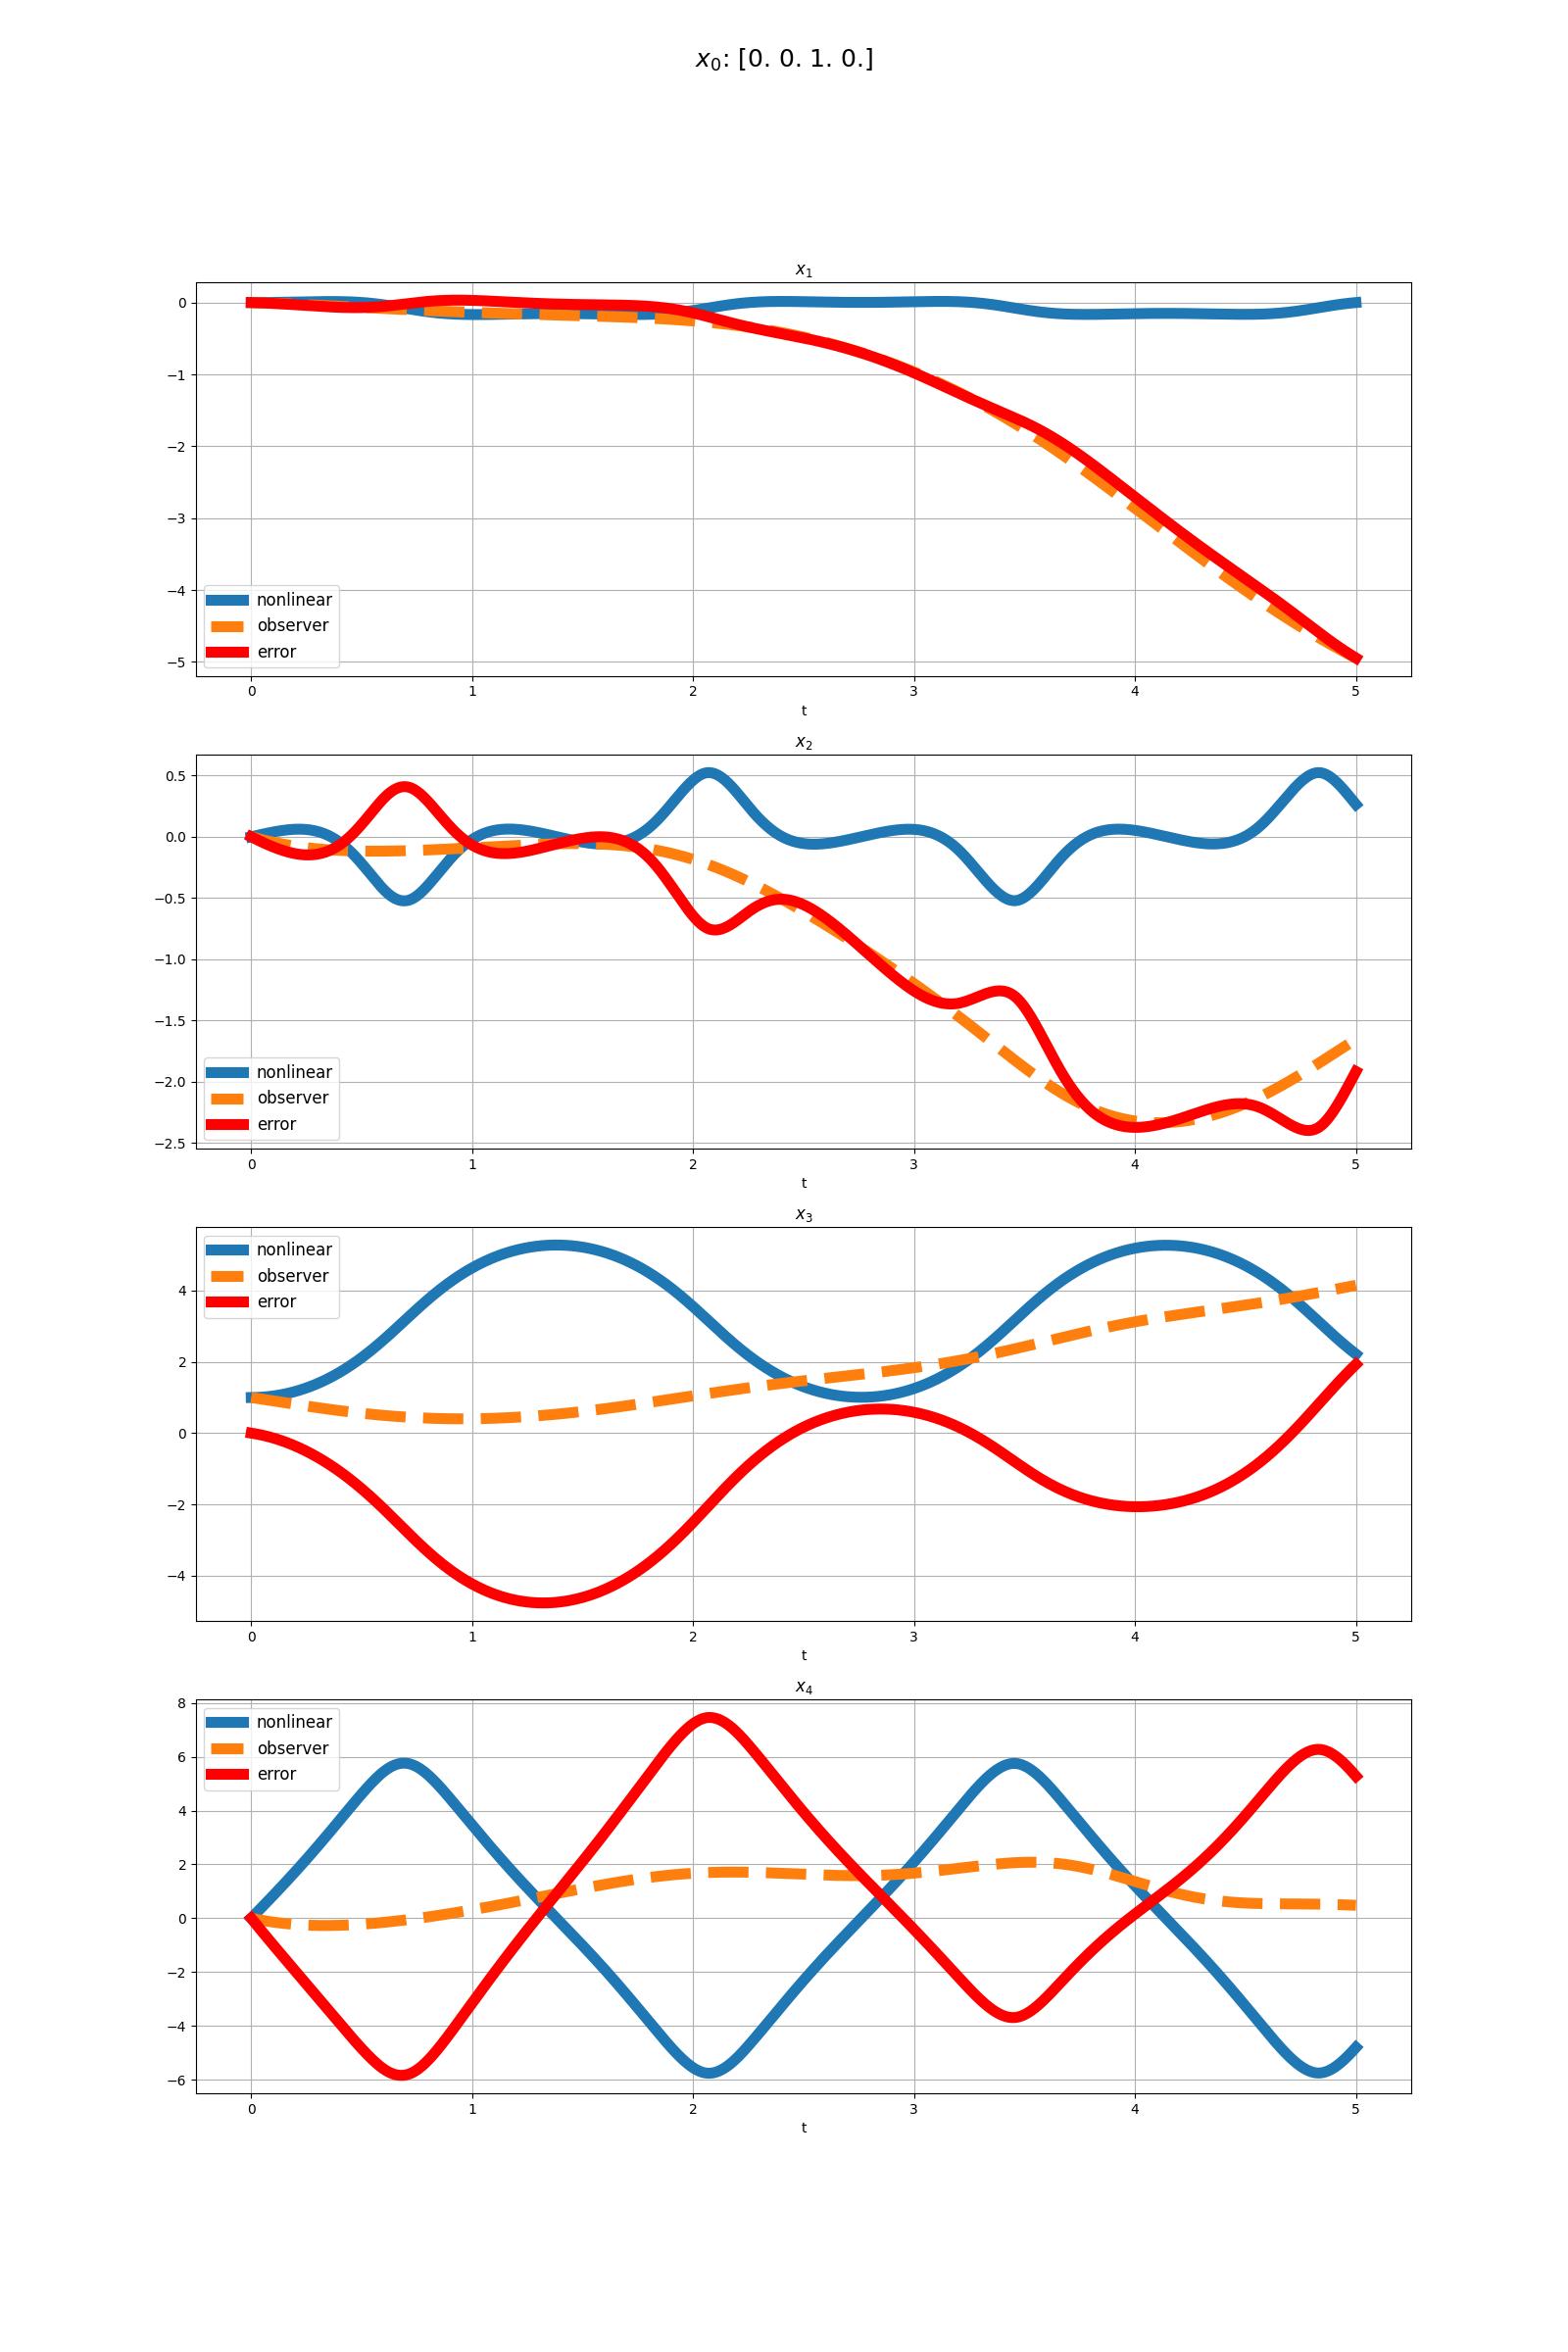 x₀: [0. 0. 1. 0.]
x₁
0
−1
−2
−3
−4
−5
nonlinear
observer
error
0 1 2 3 4 5
t
x₂
0.5
0.0
−0.5
−1.0
−1.5
−2.0
−2.5
nonlinear
observer
error
0 1 2 3 4 5
t
x₃
nonlinear
observer
error
4
2
0
−2
−4
0 1 2 3 4 5
t
x₄
nonlinear
observer
error
8
6
4
2
0
−2
−4
−6
0 1 2 3 4 5
t